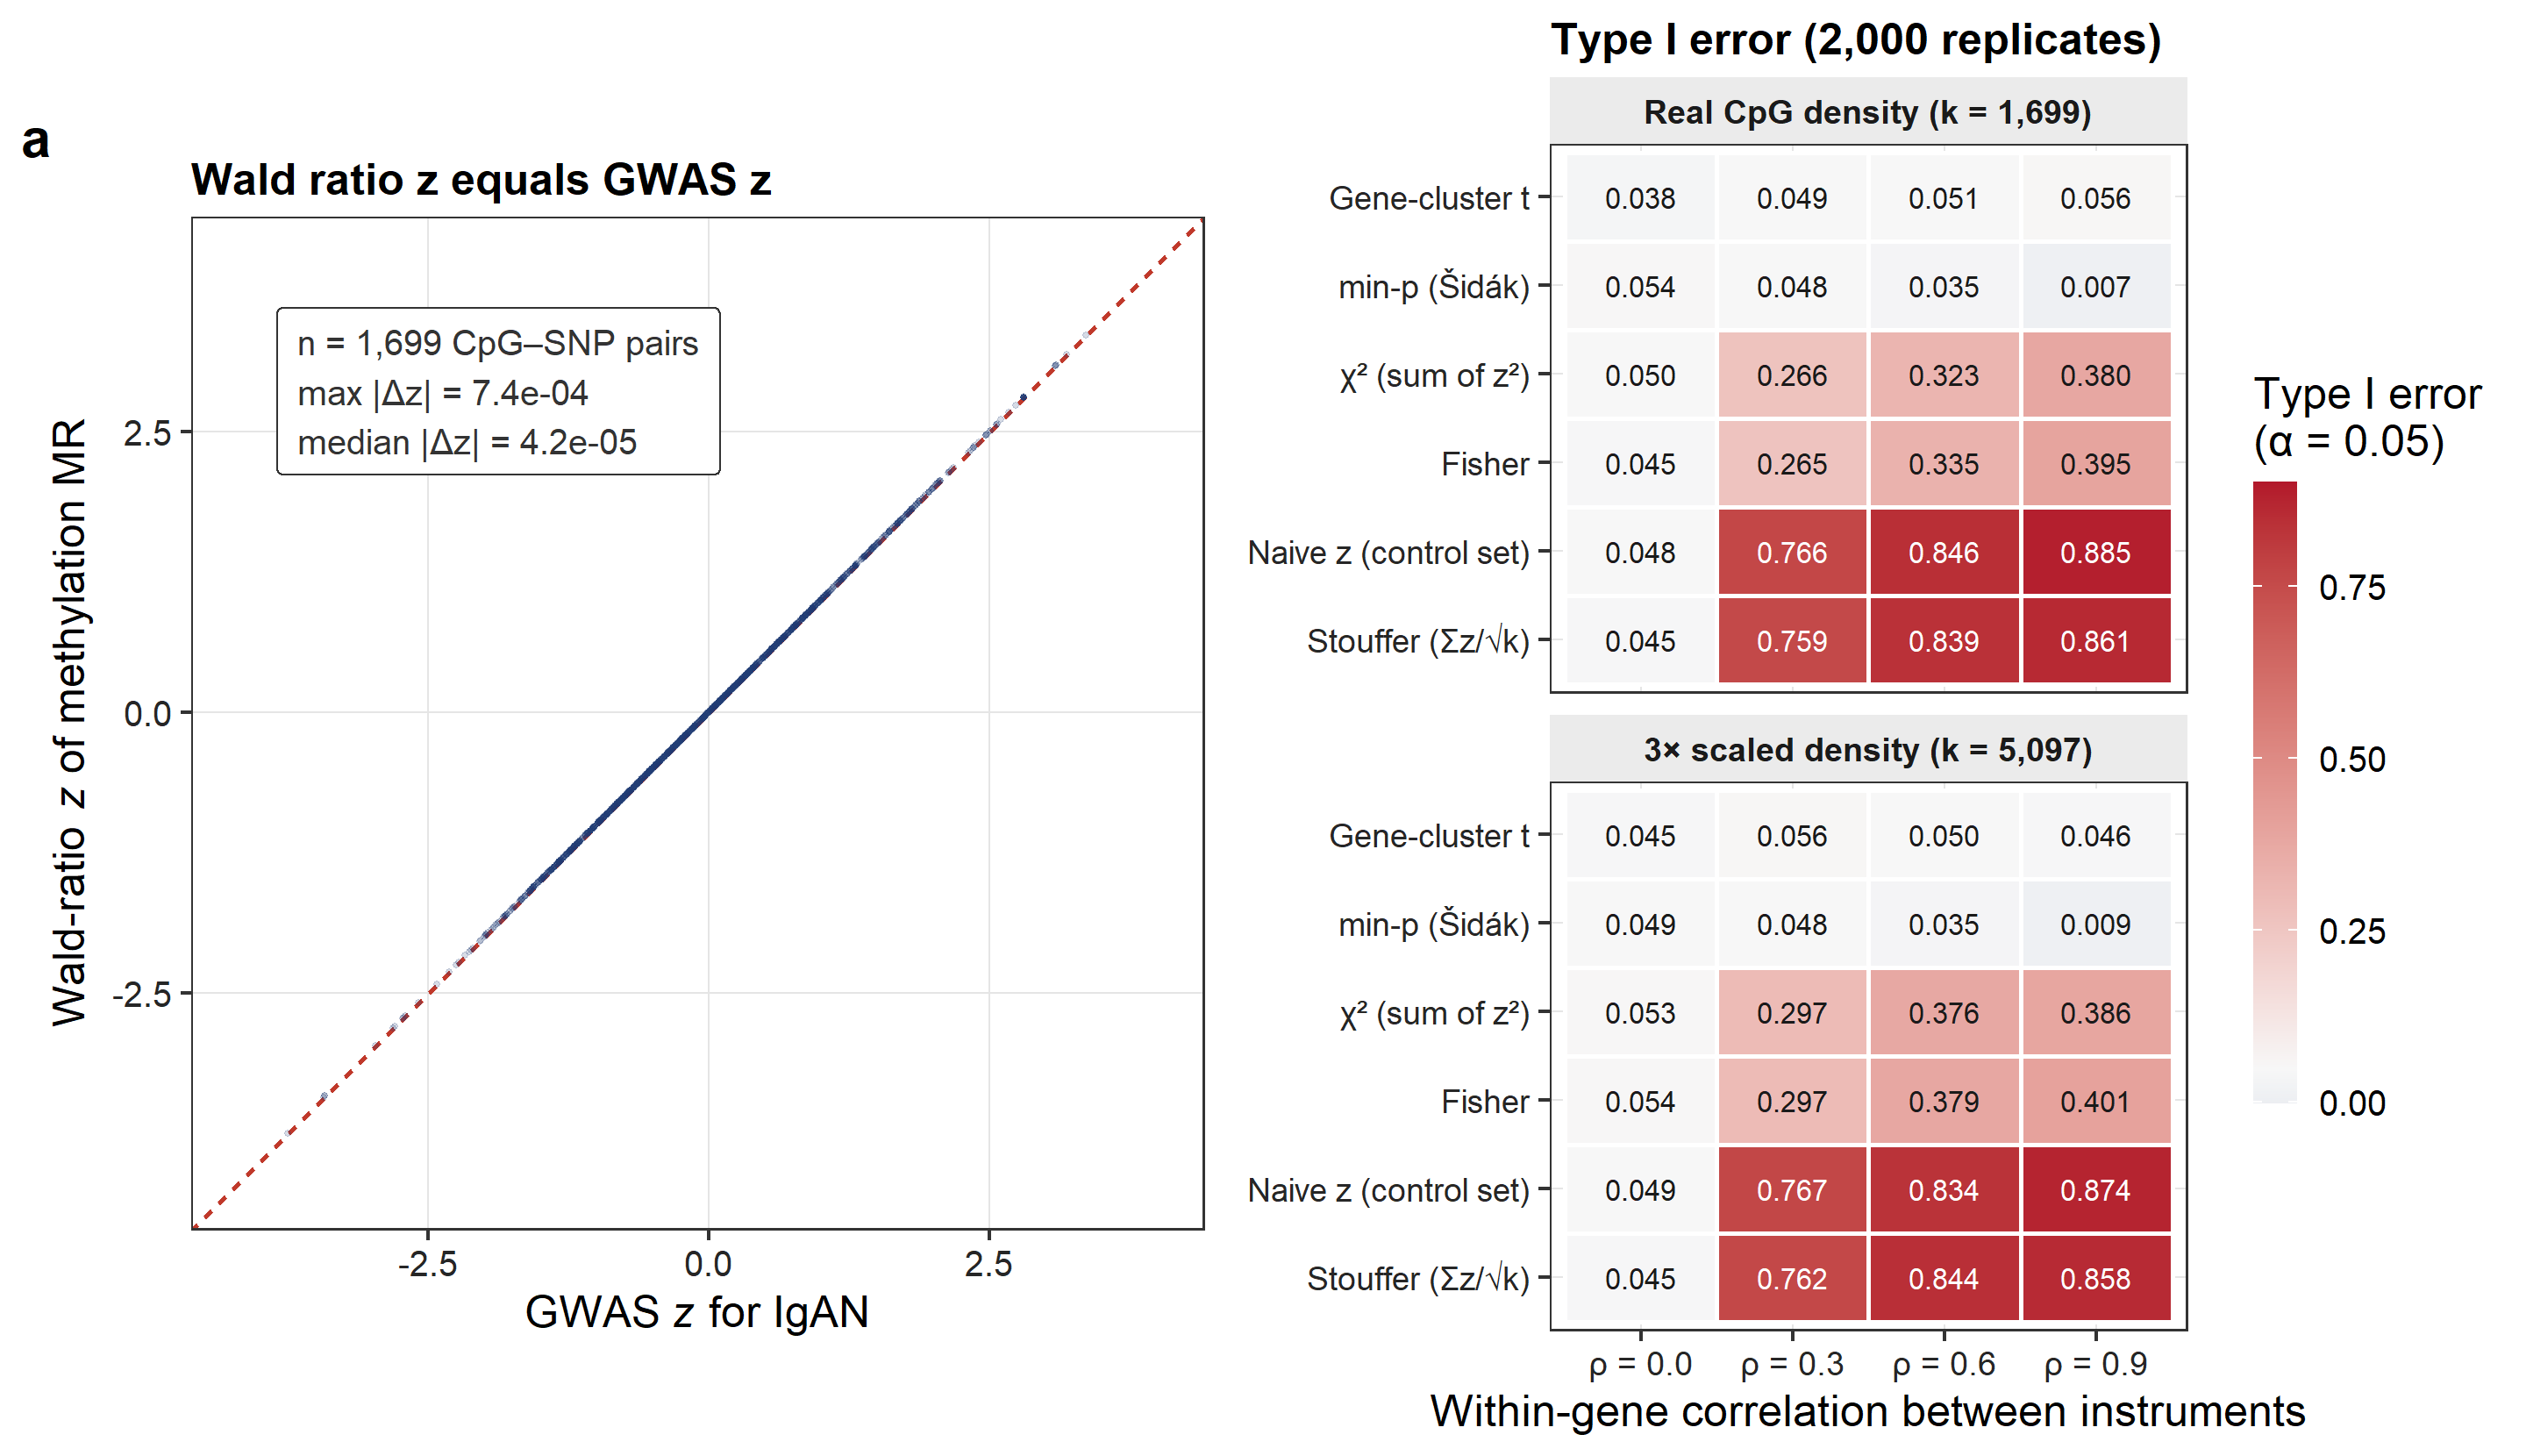 a
Wald ratio z equals GWAS z
n = 1,699 CpG–SNP pairs
max |Δz| = 7.4e-04
median |Δz| = 4.2e-05
Wald-ratio z of methylation MR
2.5
0.0
-2.5
-2.5 0.0 2.5
GWAS z for IgAN
Type I error (2,000 replicates)
Real CpG density (k = 1,699)
Gene-cluster t 0.038 0.049 0.051 0.056
min-p (Šidák) 0.054 0.048 0.035 0.007
χ² (sum of z²) 0.050 0.266 0.323 0.380
Fisher 0.045 0.265 0.335 0.395
Naive z (control set) 0.048 0.766 0.846 0.885
Stouffer (Σz/√k) 0.045 0.759 0.839 0.861
3× scaled density (k = 5,097)
Gene-cluster t 0.045 0.056 0.050 0.046
min-p (Šidák) 0.049 0.048 0.035 0.009
χ² (sum of z²) 0.053 0.297 0.376 0.386
Fisher 0.054 0.297 0.379 0.401
Naive z (control set) 0.049 0.767 0.834 0.874
Stouffer (Σz/√k) 0.045 0.762 0.844 0.858
ρ = 0.0 ρ = 0.3 ρ = 0.6 ρ = 0.9
Within-gene correlation between instruments
Type I error
(α = 0.05)
0.75
0.50
0.25
0.00